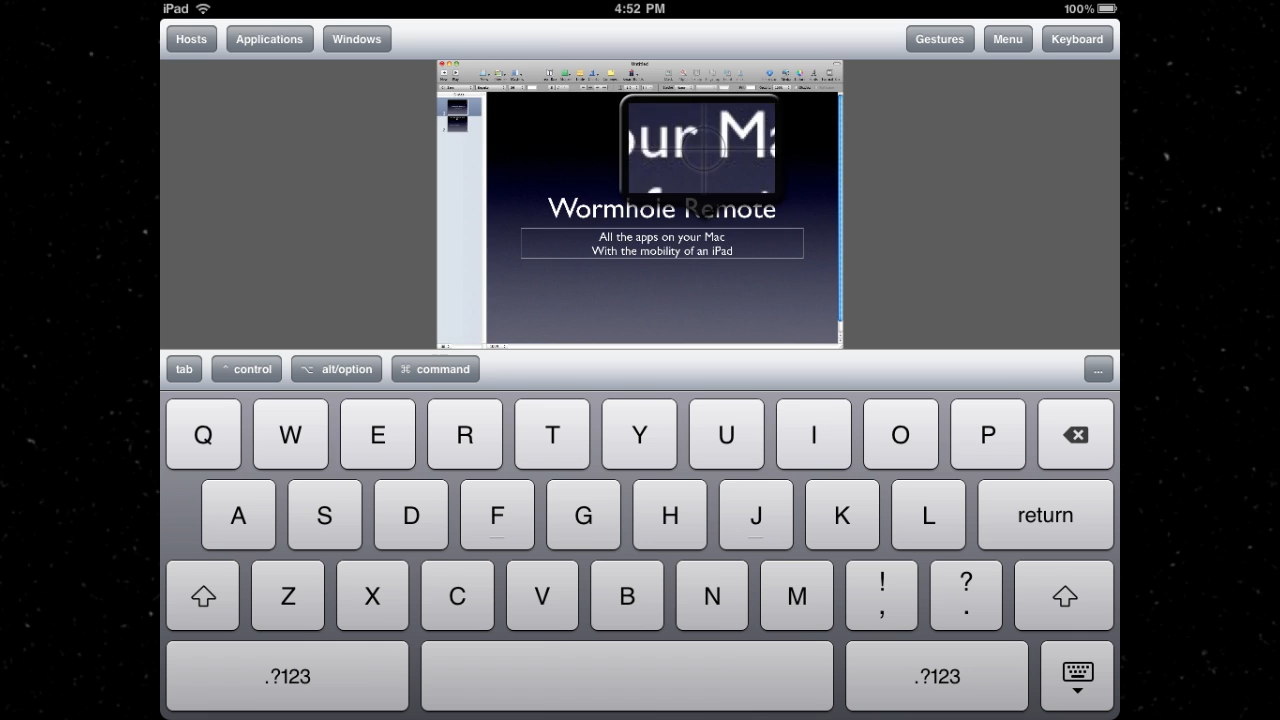 iPad 4:52 PM 100%
Hosts Applications Windows Gestures Menu Keyboard
Untitled
our Ma
Wormhole Remote
All the apps on your Mac
With the mobility of an iPad
tab ⌃ control ⌥ alt/option ⌘ command ...
Q W E R T Y U I O P
A S D F G H J K L return
Z X C V B N M ! , ? .
.?123 .?123